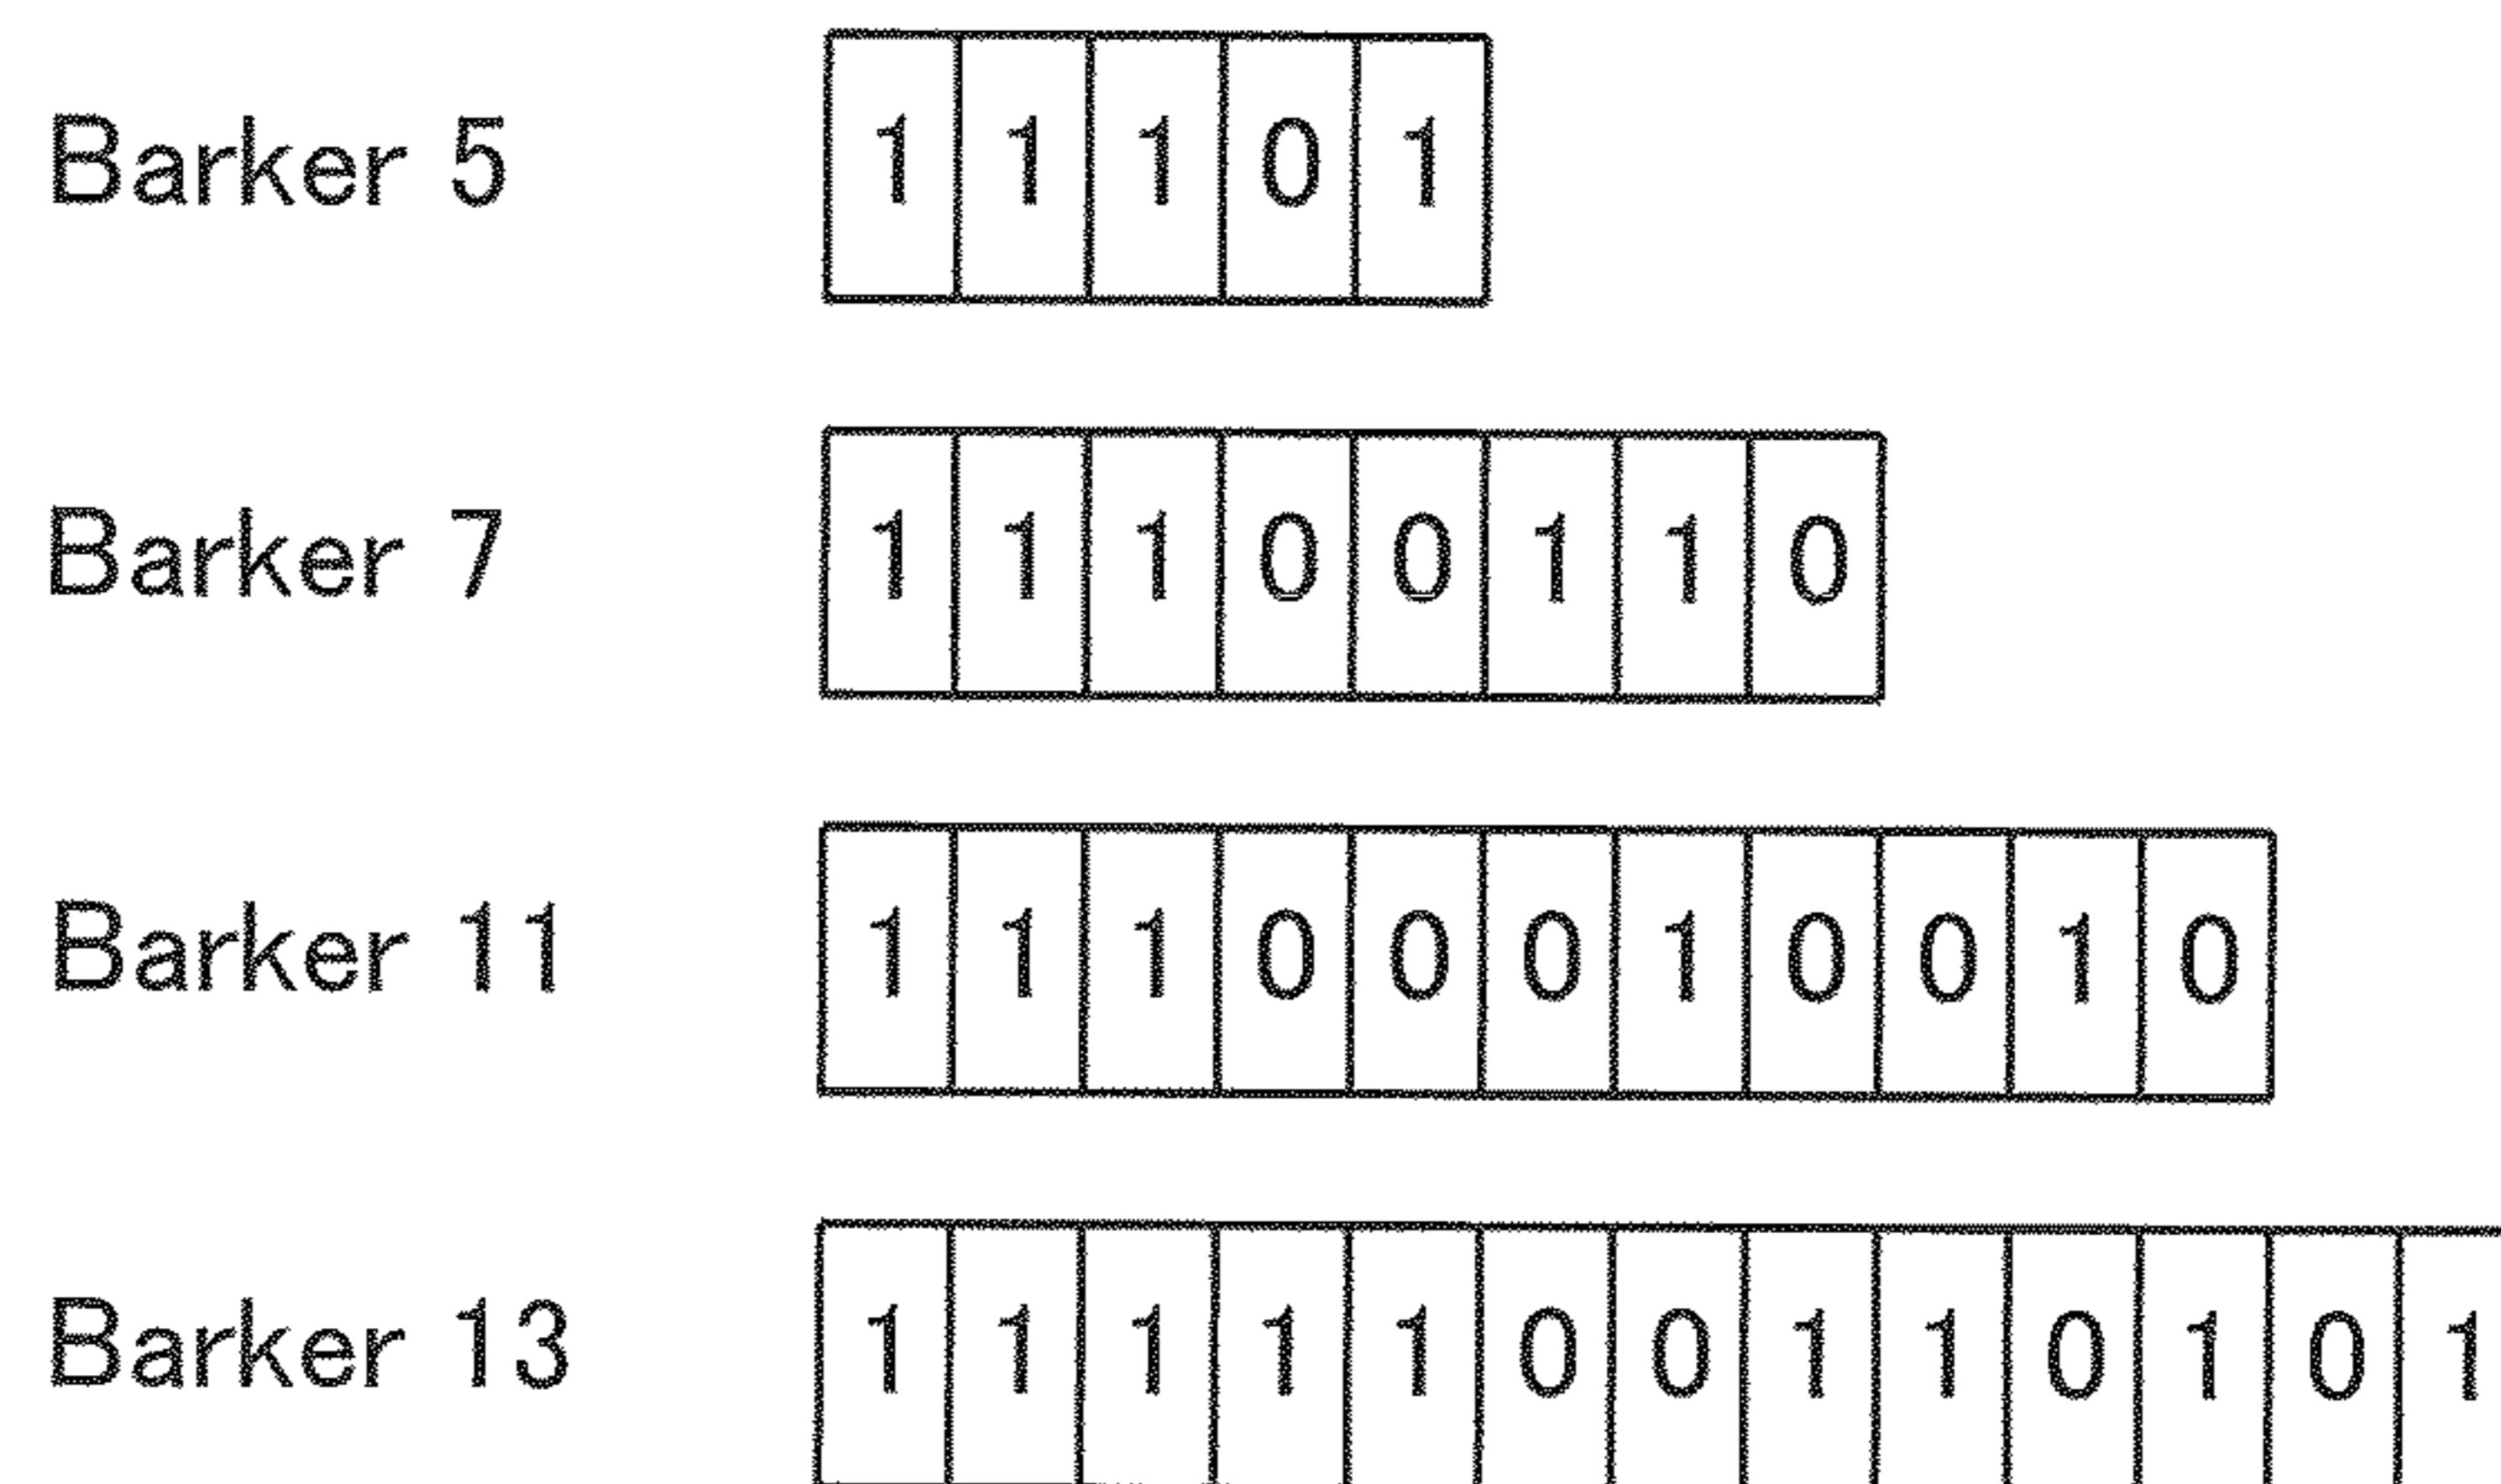 Barker 5 1 1 1 0 1
Barker 7 1 1 1 0 0 1 1 0
Barker 11 1 1 1 0 0 0 1 0 0 1 0
Barker 13 1 1 1 1 1 0 0 1 1 0 1 0 1